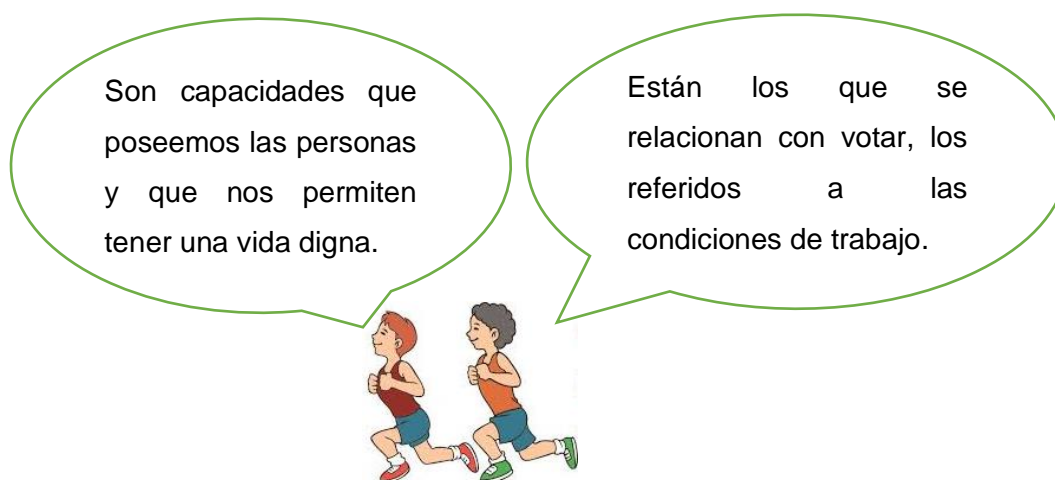 Son capacidades que
poseemos las personas
y que nos permiten
tener una vida digna.
Están los que se
relacionan con votar, los
referidos a las
condiciones de trabajo.